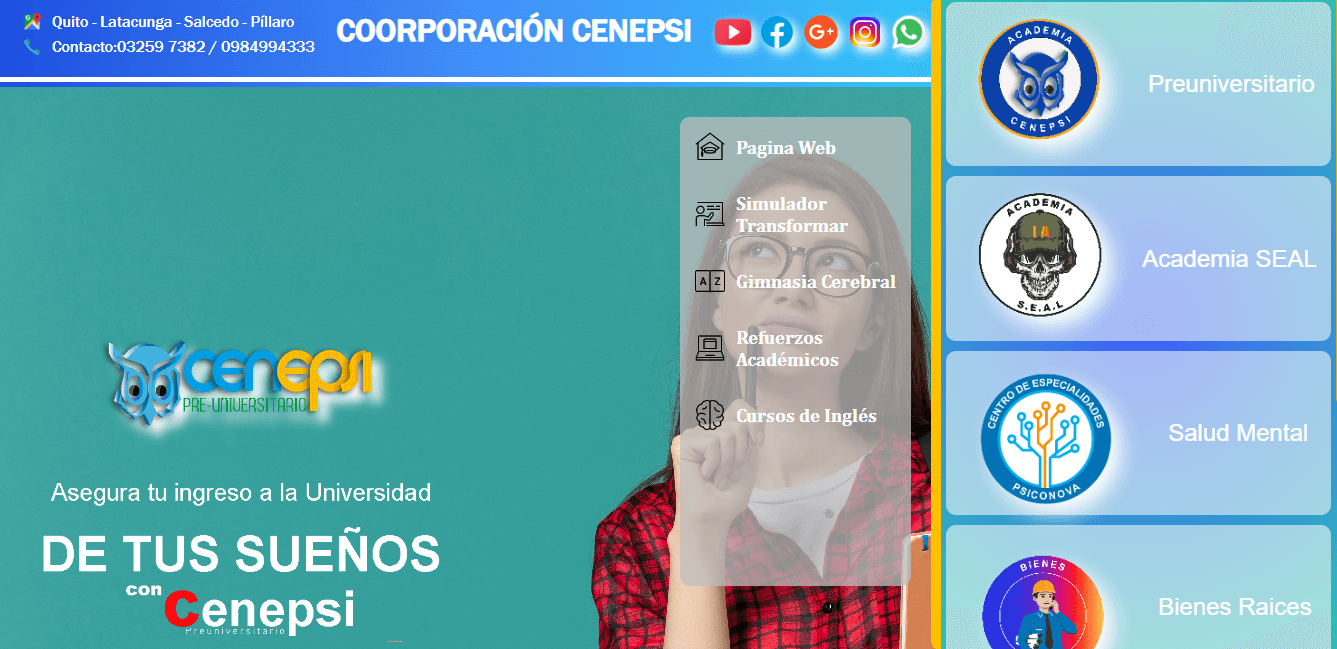 Quito - Latacunga - Salcedo - Píllaro
Contacto:03259 7382 / 0984994333
COORPORACIÓN CENEPSI
G+
Pagina Web
Simulador
Transformar
A Z
Gimnasia Cerebral
Refuerzos
Académicos
Cursos de Inglés
cenepsi
PRE-UNIVERSITARIO
Asegura tu ingreso a la Universidad
DE TUS SUEÑOS
con
Cenepsi
Preuniversitario
ACADEMIA
CENEPSI
Preuniversitario
ACADEMIA
IA
S.E.A.L
Academia SEAL
CENTRO DE ESPECIALIDADES
PSICONOVA
Salud Mental
BIENES
Bienes Raices